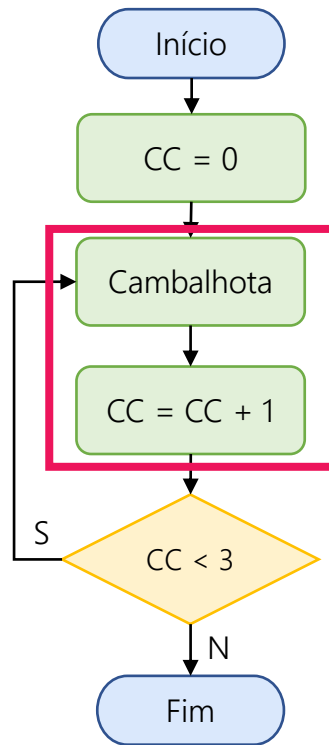 Início
CC = 0
Cambalhota
CC = CC + 1
S
CC < 3
N
Fim